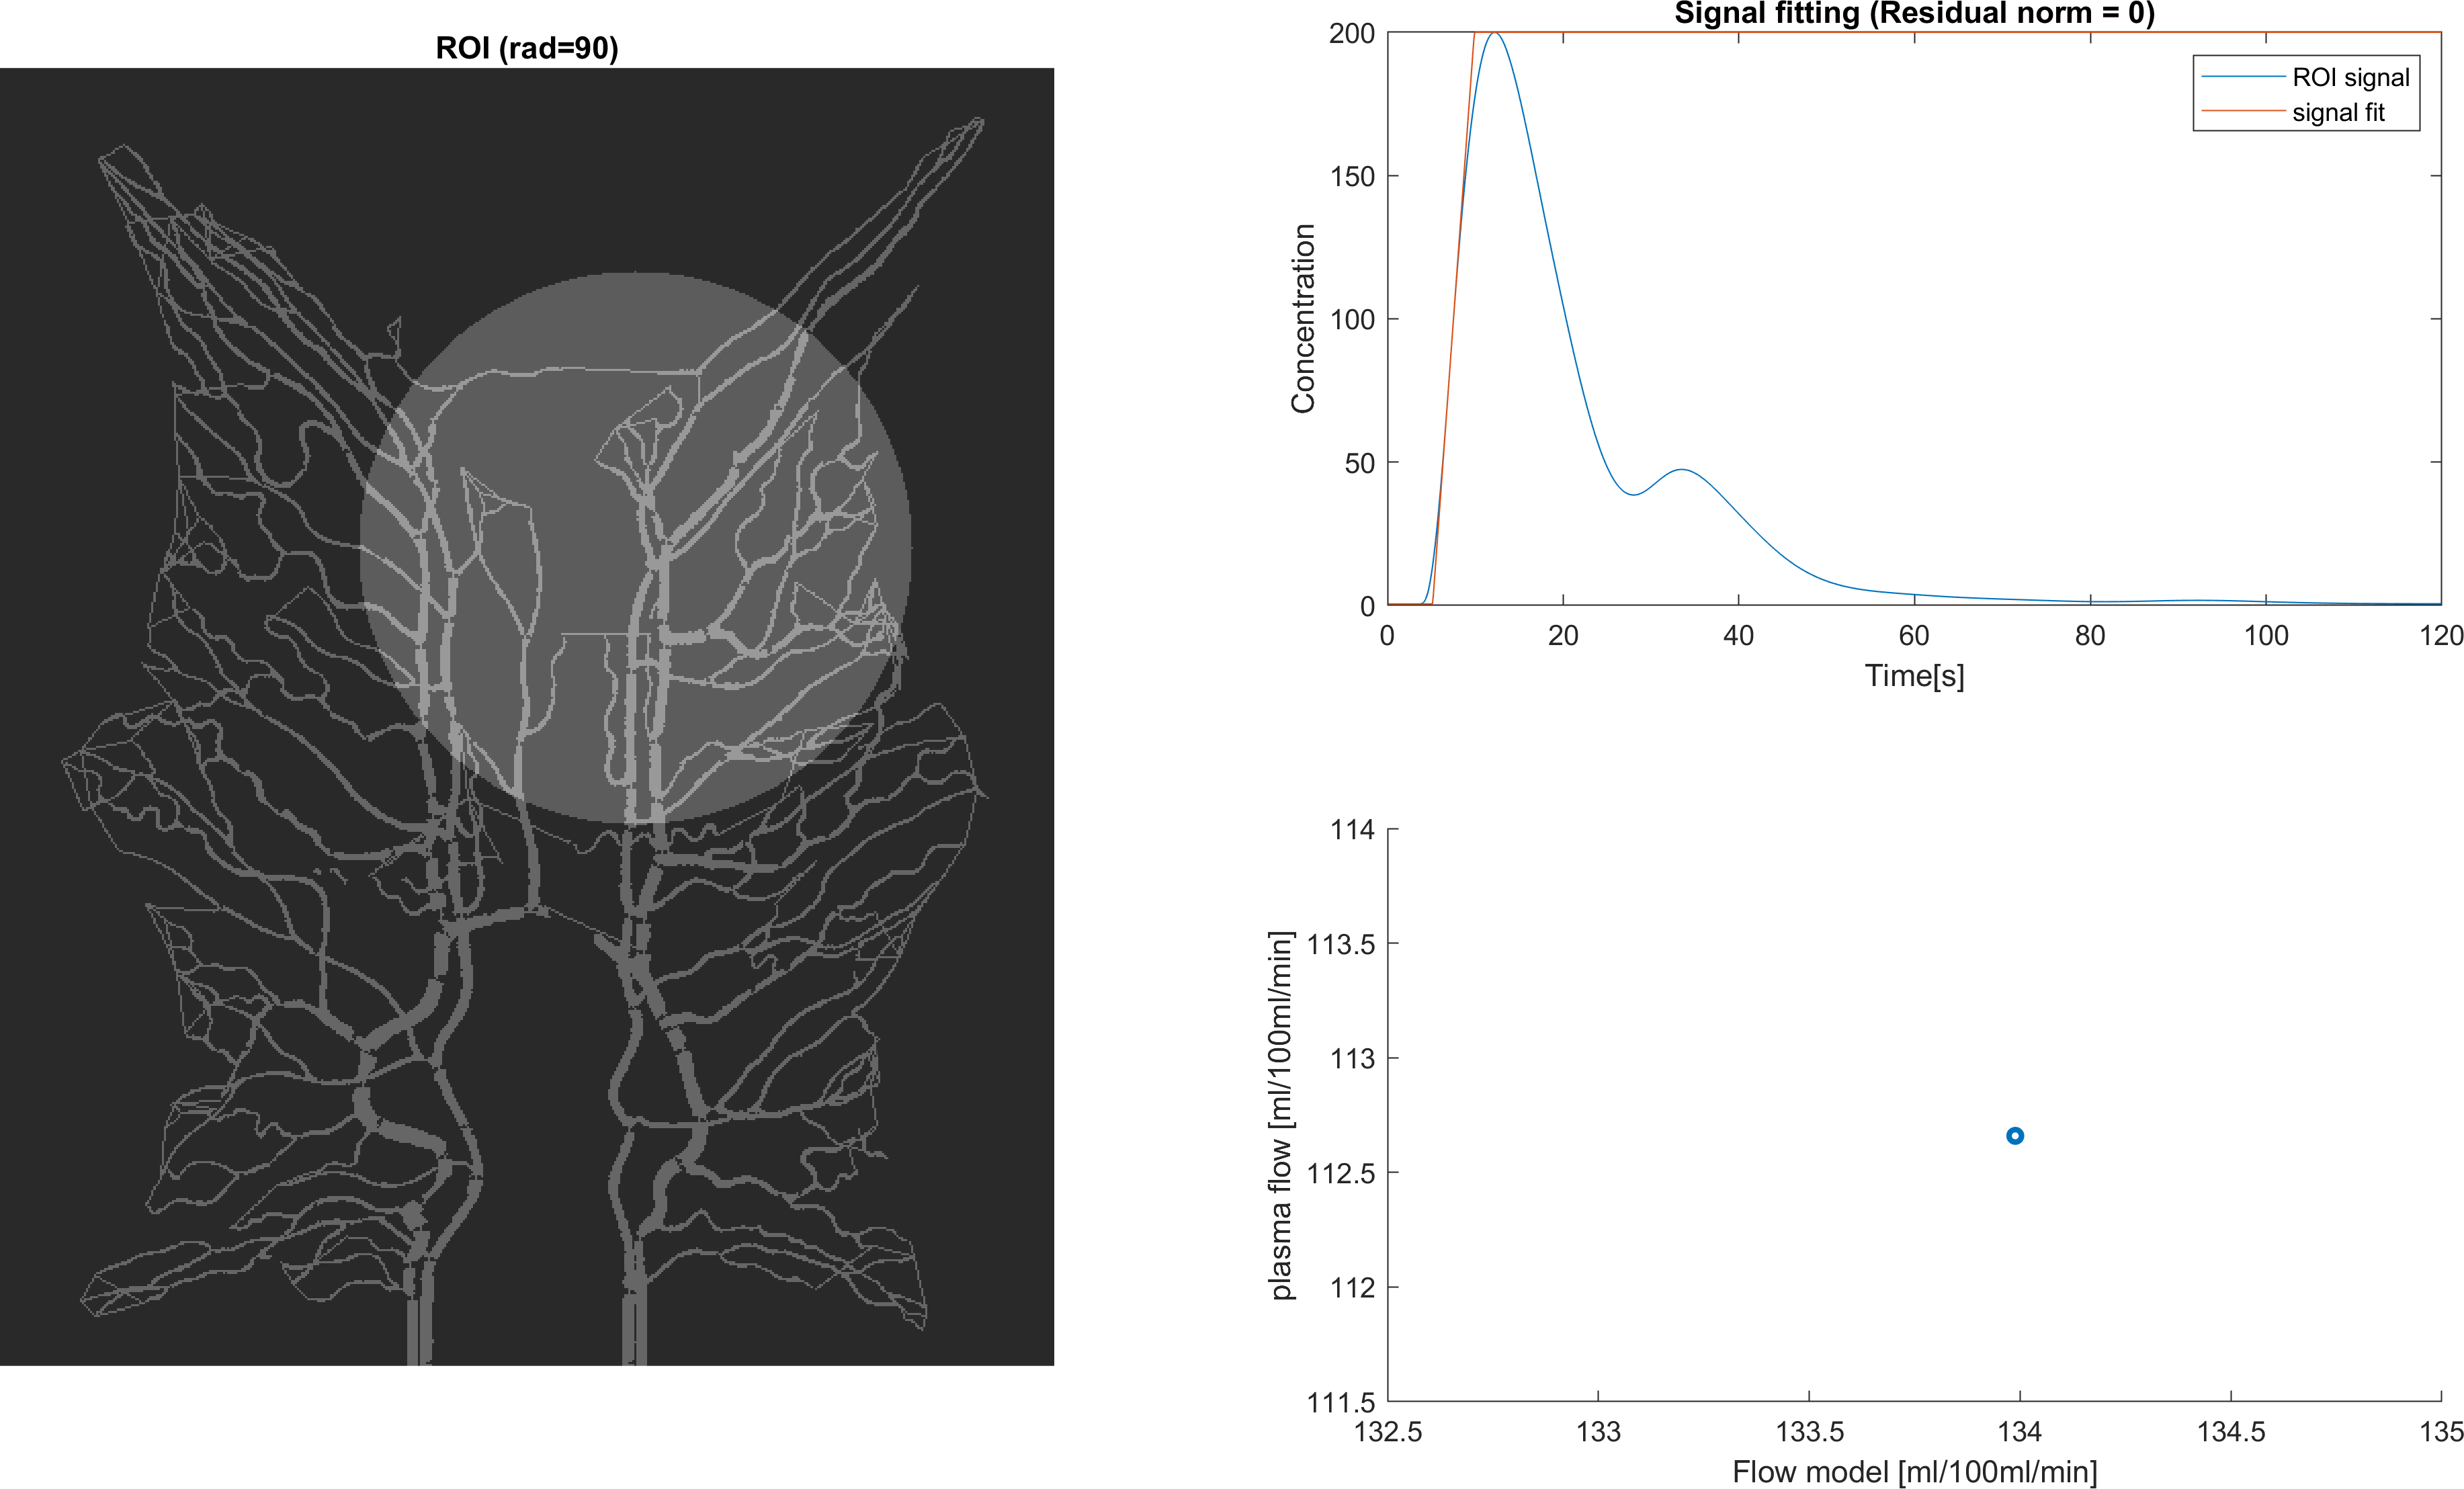 ROI (rad=90)
Signal fitting (Residual norm = 0)
200
150
100
50
0
Concentration
ROI signal
signal fit
0 20 40 60 80 100 120
Time[s]
114
113.5
113
112.5
112
111.5
plasma flow [ml/100ml/min]
132.5 133 133.5 134 134.5 135
Flow model [ml/100ml/min]